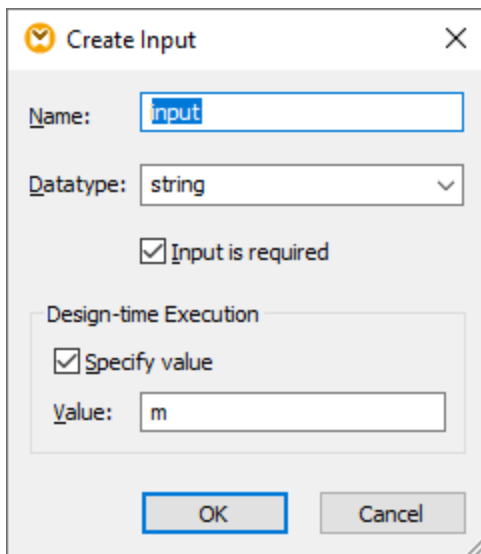 Create Input
Name: input
Datatype: string
Input is required
Design-time Execution
Specify value
Value: m
OK Cancel